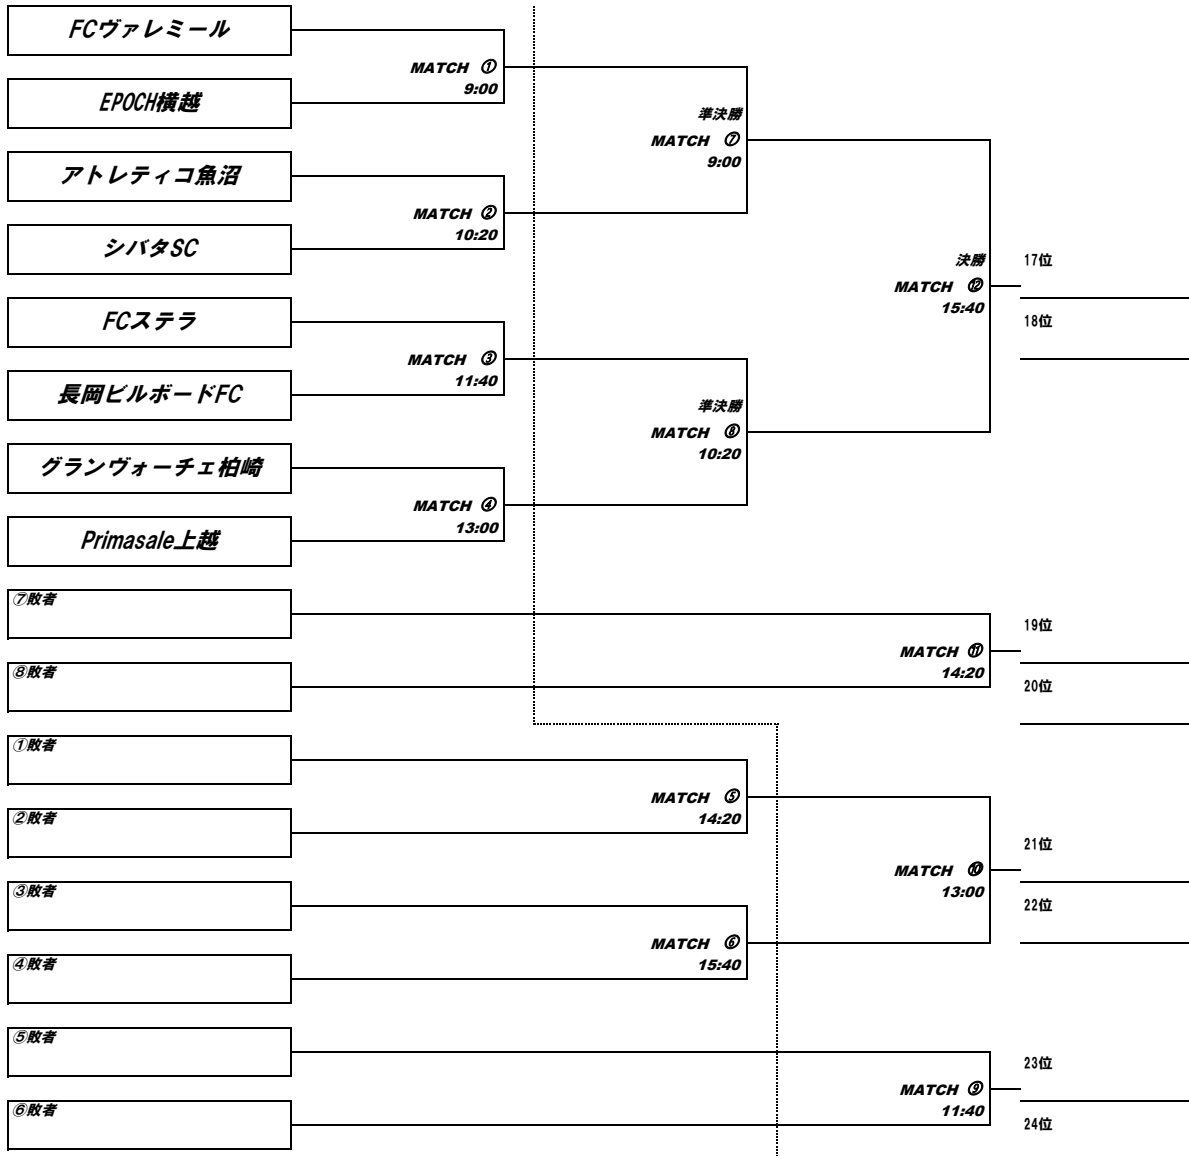 FCヴァレミール
MATCH ①
9:00
EPOCH横越
準決勝
MATCH ⑦
9:00
アトレティコ魚沼
MATCH ②
10:20
シバタSC
決勝
MATCH ⑫
15:40
17位
18位
FCステラ
MATCH ③
11:40
長岡ビルボードFC
準決勝
MATCH ⑧
10:20
グランヴォーチェ柏崎
MATCH ④
13:00
Primasale上越
⑦敗者
MATCH ⑪
14:20
19位
⑧敗者
20位
①敗者
MATCH ⑤
14:20
②敗者
21位
MATCH ⑩
13:00
③敗者
22位
MATCH ⑥
15:40
④敗者
⑤敗者
23位
MATCH ⑨
11:40
⑥敗者
24位